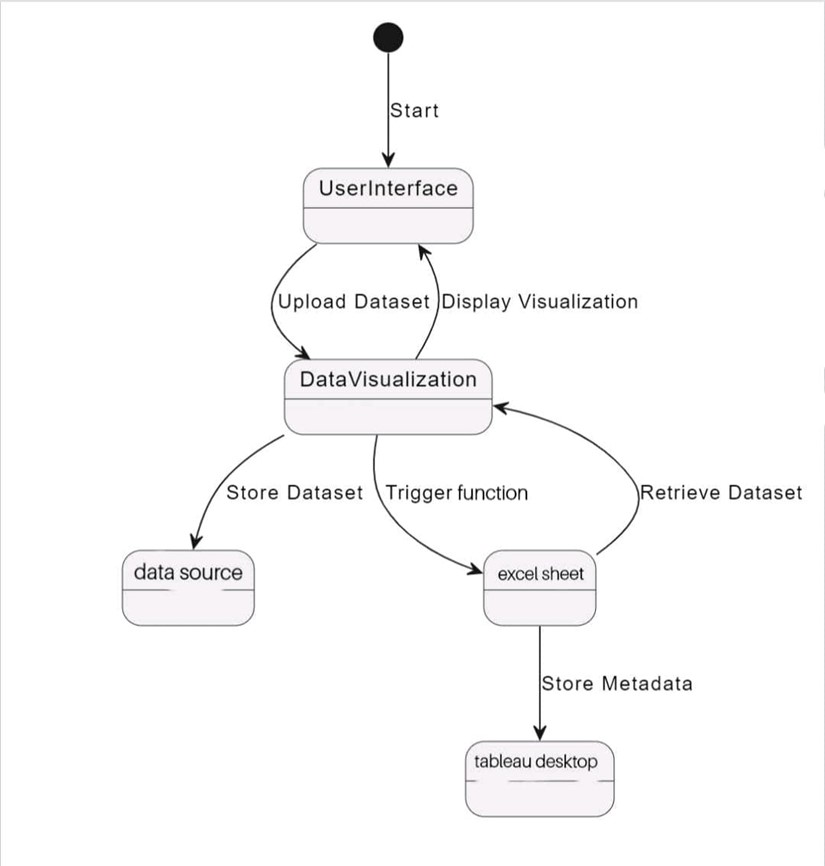 Start
UserInterface
Upload Dataset
Display Visualization
DataVisualization
Store Dataset
Trigger function
Retrieve Dataset
data source
excel sheet
Store Metadata
tableau desktop